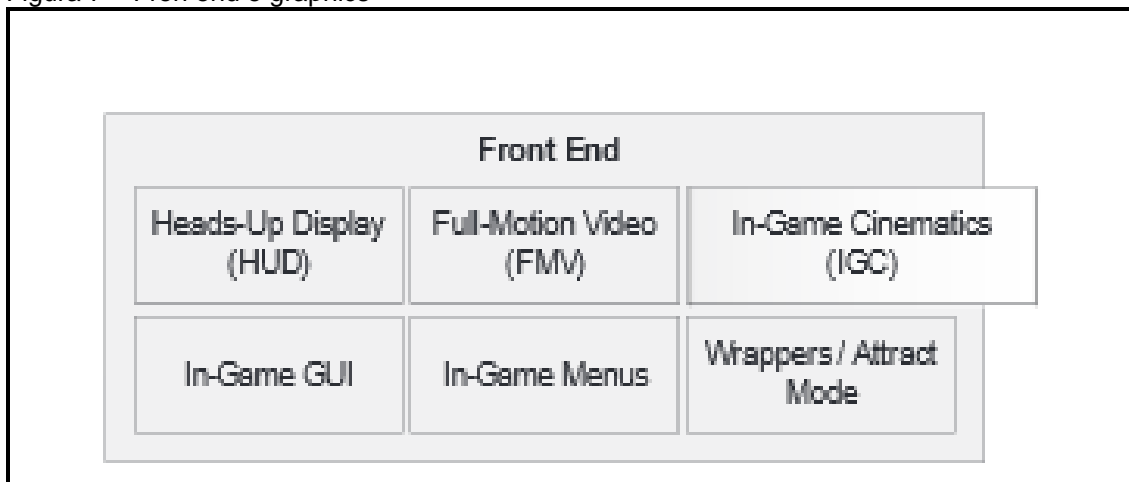 Front End
Heads-Up Display
(HUD)
Full-Motion Video
(FMV)
In-Game Cinematics
(IGC)
In-Game GUI
In-Game Menus
Wrappers / Attract
Mode